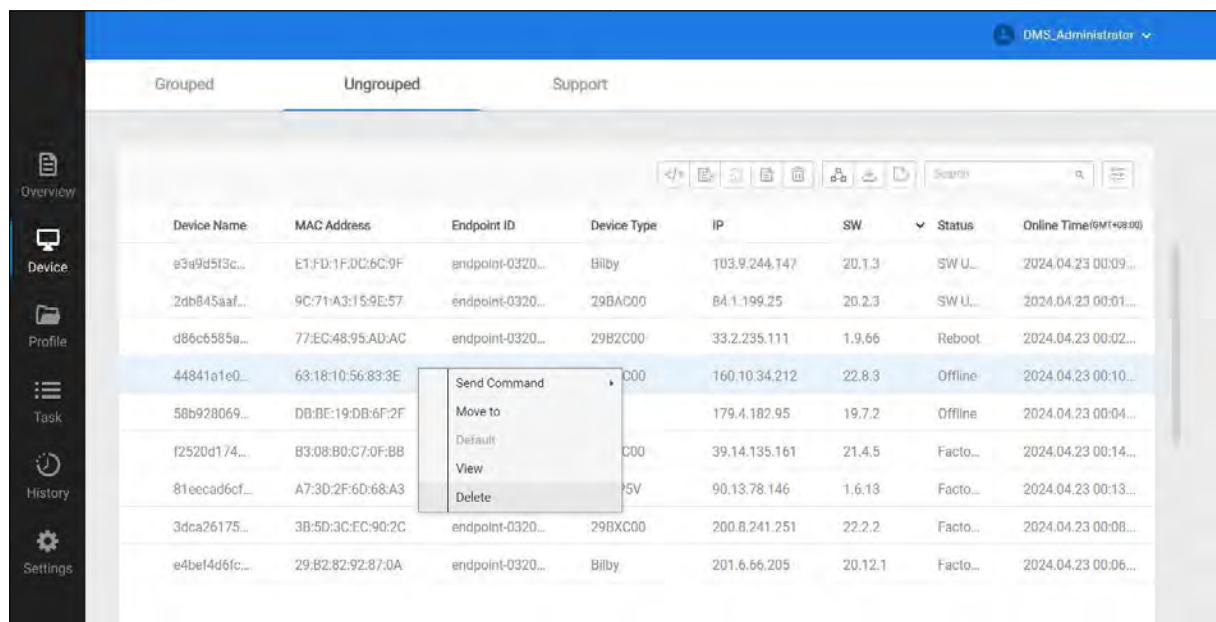 DMS_Administrator
Grouped Ungrouped Support
Overview
Device
Profile
Task
History
Settings
</> Search
Device Name MAC Address Endpoint ID Device Type IP SW Status Online Time(GMT+08:00)
e3a9d5f3c... E1:FD:1F:DC:6C:9F endpoint-0320... Bilby 103.9.244.147 20.1.3 SW U... 2024.04.23 00:09...
2db845aaf... 9C:71:A3:15:9E:57 endpoint-0320... 29BAC00 84.1.199.25 20.2.3 SW U... 2024.04.23 00:01...
d86c6585a... 77:EC:48:95:AD:AC endpoint-0320... 29B2C00 33.2.235.111 1.9.66 Reboot 2024.04.23 00:02...
44841a1e0... 63:18:10:56:83:3E C00 160.10.34.212 22.8.3 Offline 2024.04.23 00:10...
58b928069... DB:BE:19:DB:6F:2F 179.4.182.95 19.7.2 Offline 2024.04.23 00:04...
f2520d174... B3:08:B0:C7:0F:BB C00 39.14.135.161 21.4.5 Facto... 2024.04.23 00:14...
81eecad6cf... A7:3D:2F:6D:68:A3 5V 90.13.78.146 1.6.13 Facto... 2024.04.23 00:13...
3dca26175... 3B:5D:3C:EC:90:2C endpoint-0320... 29BXC00 200.8.241.251 22.2.2 Facto... 2024.04.23 00:08...
e4bef4d6fc... 29:B2:82:92:87:0A endpoint-0320... Bilby 201.6.66.205 20.12.1 Facto... 2024.04.23 00:06...
Send Command
Move to
Default
View
Delete